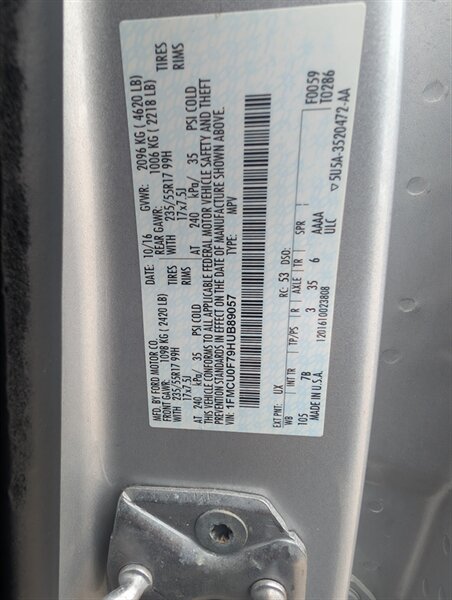 MFD. BY FORD MOTOR CO. DATE: 10/16 GVWR: 2096 KG ( 4620 LB)
FRONT GAWR: 1098 KG ( 2420 LB) REAR GAWR: 1006 KG ( 2218 LB)
WITH 235/55R17 99H TIRES WITH 235/55R17 99H TIRES
17x7.5J RIMS 17x7.5J RIMS
AT 240 kPa/ 35 PSI COLD AT 240 kPa/ 35 PSI COLD
THIS VEHICLE CONFORMS TO ALL APPLICABLE FEDERAL MOTOR VEHICLE SAFETY AND THEFT
PREVENTION STANDARDS IN EFFECT ON THE DATE OF MANUFACTURE SHOWN ABOVE.
VIN: 1FMCU0F79HUB89057 TYPE: MPV
F0059
T0286
EXT PNT: UX RC: 53 DSO:
WB INT TR TP/PS R AXLE TR SPR
105 7B 3 35 6 AAAA
ULC
MADE IN U.S.A. 1201610023808
▽5U5A-3520472-AA